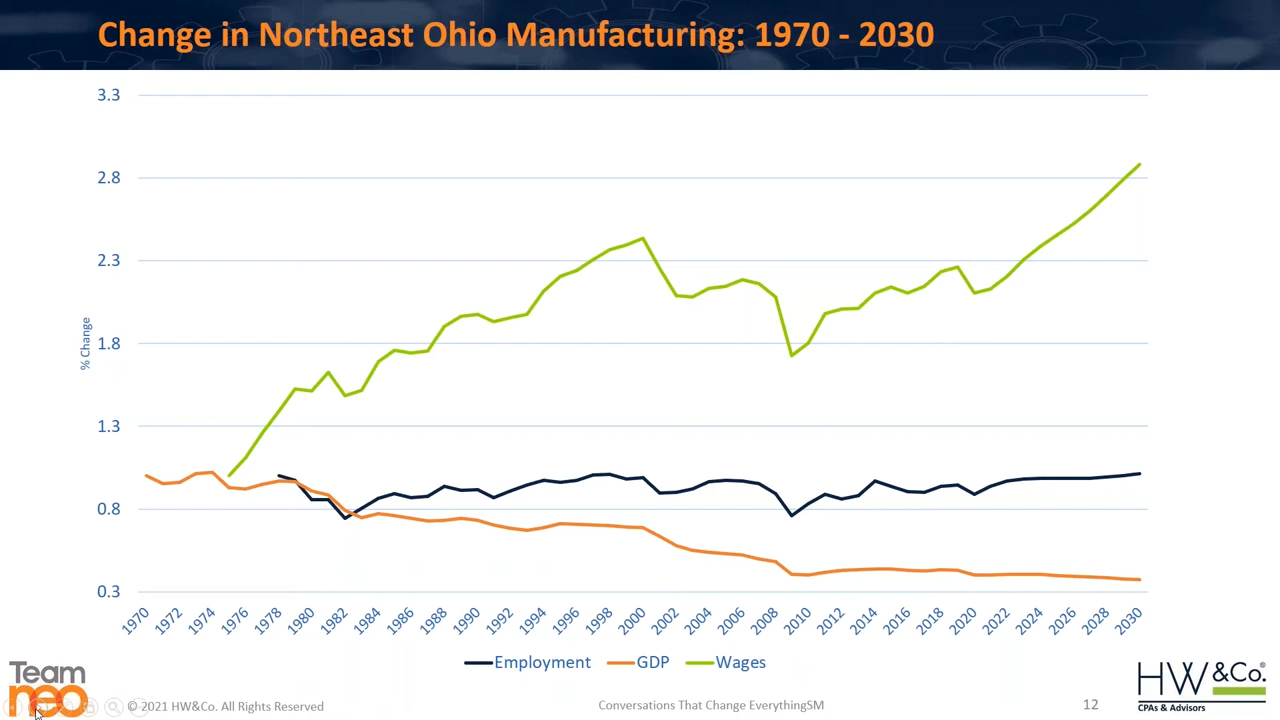 Change in Northeast Ohio Manufacturing: 1970 - 2030
3.3
2.8
2.3
1.8
1.3
0.8
0.3
% Change
1970 1972 1974 1976 1978 1980 1982 1984 1986 1988 1990 1992 1994 1996 1998 2000 2002 2004 2006 2008 2010 2012 2014 2016 2018 2020 2022 2024 2026 2028 2030
Employment GDP Wages
Team
neo
© 2021 HW&Co. All Rights Reserved
Conversations That Change EverythingSM
12
HW&Co.®
CPAs & Advisors